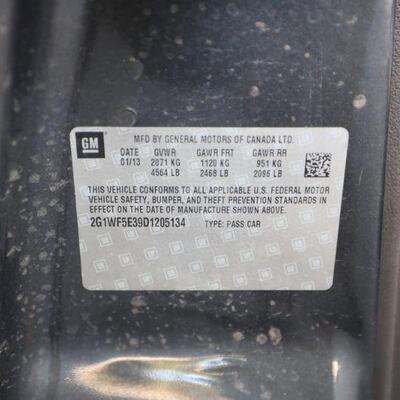 GM
MFD BY GENERAL MOTORS OF CANADA LTD.
DATE GVWR GAWR FRT GAWR RR
01/13 2071 KG 1120 KG 951 KG
4564 LB 2468 LB 2096 LB
THIS VEHICLE CONFORMS TO ALL APPLICABLE U.S. FEDERAL MOTOR
VEHICLE SAFETY, BUMPER, AND THEFT PREVENTION STANDARDS IN
EFFECT ON THE DATE OF MANUFACTURE SHOWN ABOVE.
2G1WF5E39D1205134 TYPE: PASS CAR